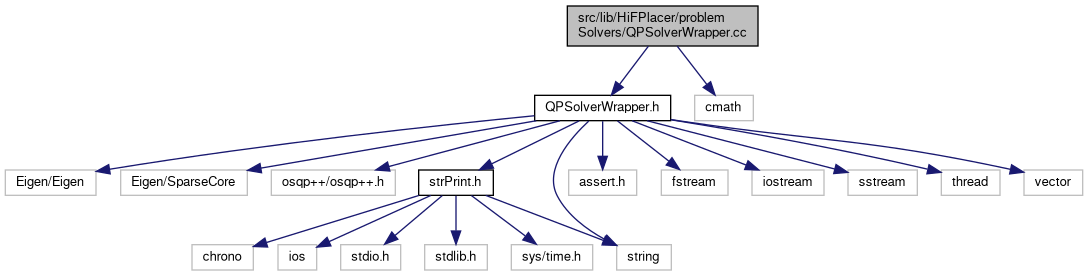 src/lib/HiFPlacer/problem
Solvers/QPSolverWrapper.cc
QPSolverWrapper.h
cmath
Eigen/Eigen
Eigen/SparseCore
osqp++/osqp++.h
strPrint.h
assert.h
fstream
iostream
sstream
thread
vector
chrono
ios
stdio.h
stdlib.h
sys/time.h
string